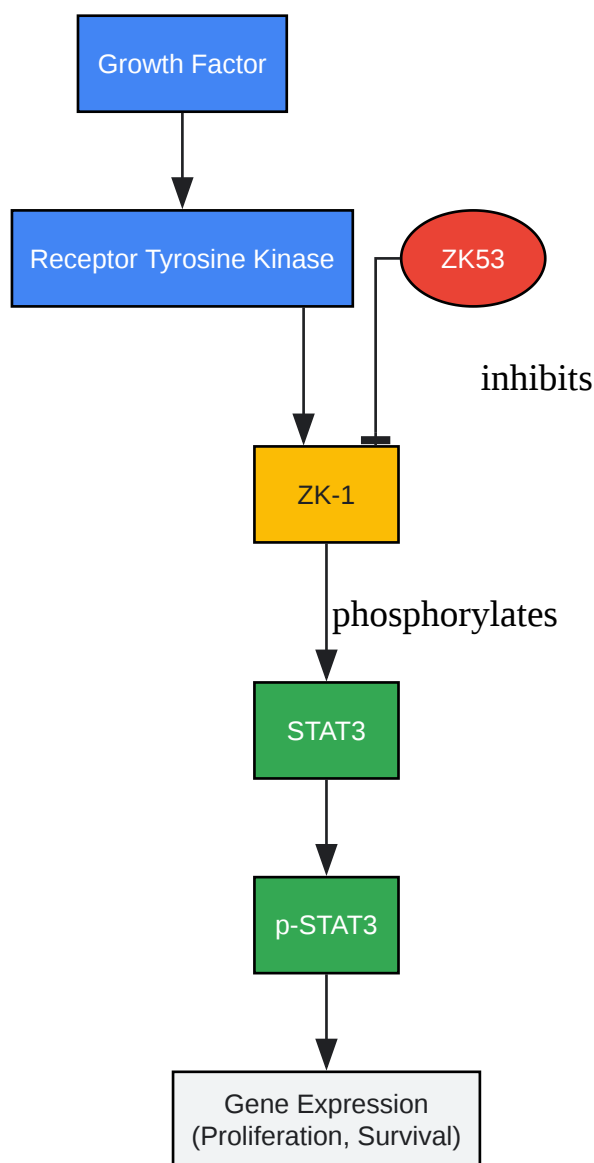 Growth Factor
Receptor Tyrosine Kinase
ZK53
inhibits
ZK-1
phosphorylates
STAT3
p-STAT3
Gene Expression
(Proliferation, Survival)